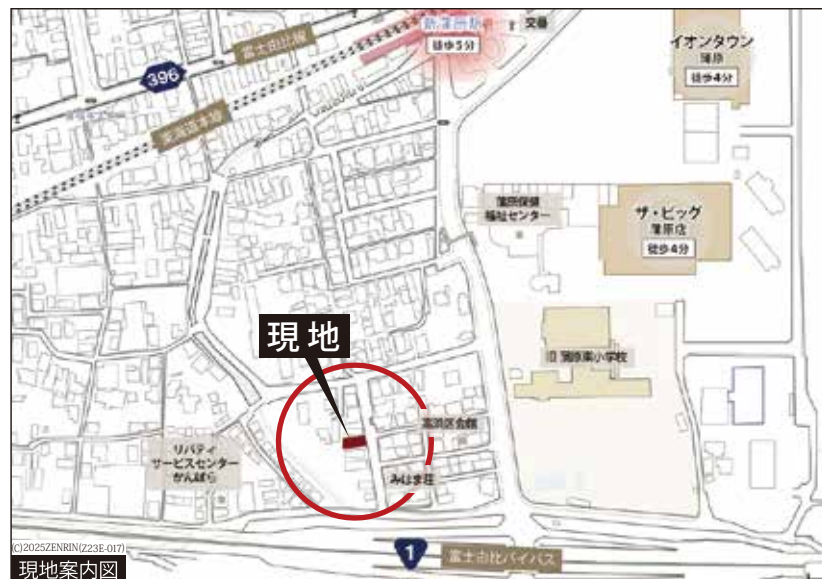 新蒲原駅
徒歩5分
交番
イオンタウン
蒲原
徒歩4分
富士由比線
396
東海道本線
蒲原保健
福祉センター
ザ・ビッグ
蒲原店
徒歩4分
現地
旧 蒲原東小学校
高浜区会館
みはま荘
リバティ
サービスセンター
かんばら
1
富士由比バイパス
(C)2025ZENRIN(Z23E-017)
現地案内図